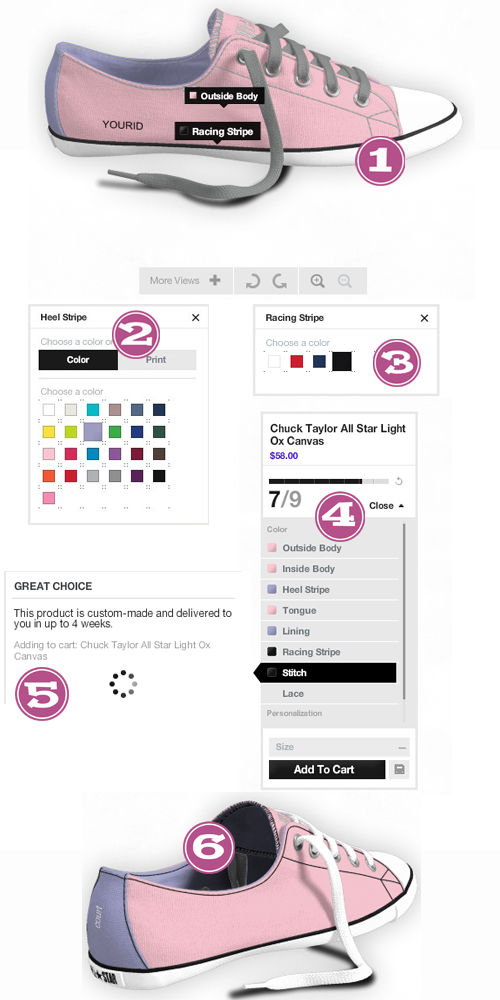 Outside Body
YOURID
Racing Stripe
1
More Views
Heel Stripe
2
Choose a color or
Color
Print
Choose a color
Racing Stripe
Choose a color
3
Chuck Taylor All Star Light
Ox Canvas
$58.00
7/9
4
Close
Color
Outside Body
Inside Body
Heel Stripe
Tongue
Lining
Racing Stripe
Stitch
Lace
Personalization
Size
Add To Cart
GREAT CHOICE
This product is custom-made and delivered to
you in up to 4 weeks.
Adding to cart: Chuck Taylor All Star Light Ox
Canvas
5
6
court
STAR